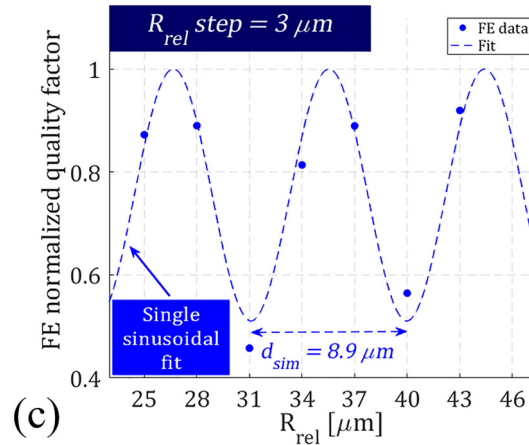 R_rel step = 3 μm
FE data
Fit
FE normalized quality factor
1
0.8
0.6
0.4
Single
sinusoidal
fit
d_sim = 8.9 μm
25 28 31 34 37 40 43 46
R_rel [μm]
(c)